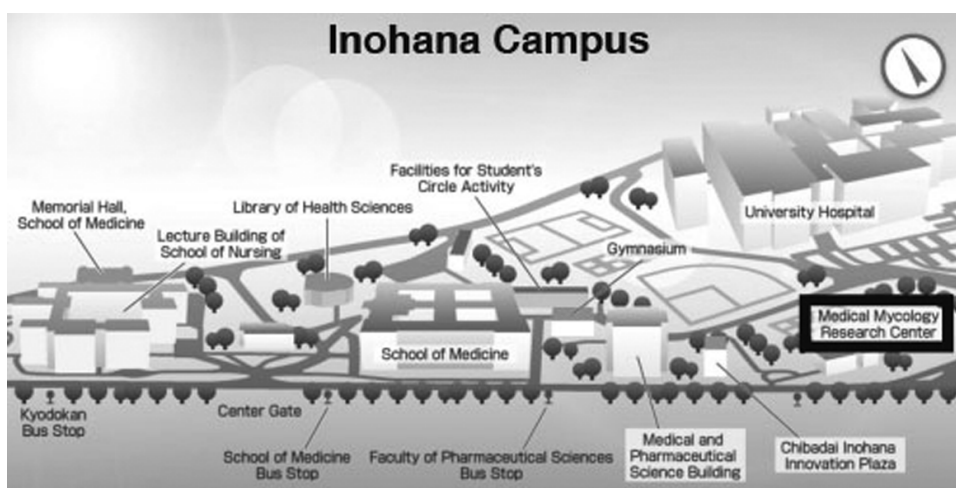 Inohana Campus
Facilities for Student's
Circle Activity
Memorial Hall,
School of Medicine
Library of Health Sciences
University Hospital
Lecture Building of
School of Nursing
Gymnasium
Medical Mycology
Research Center
School of Medicine
Kyodokan
Bus Stop
Center Gate
School of Medicine
Bus Stop
Faculty of Pharmaceutical Sciences
Bus Stop
Medical and
Pharmaceutical
Science Building
Chibadai Inohana
Innovation Plaza